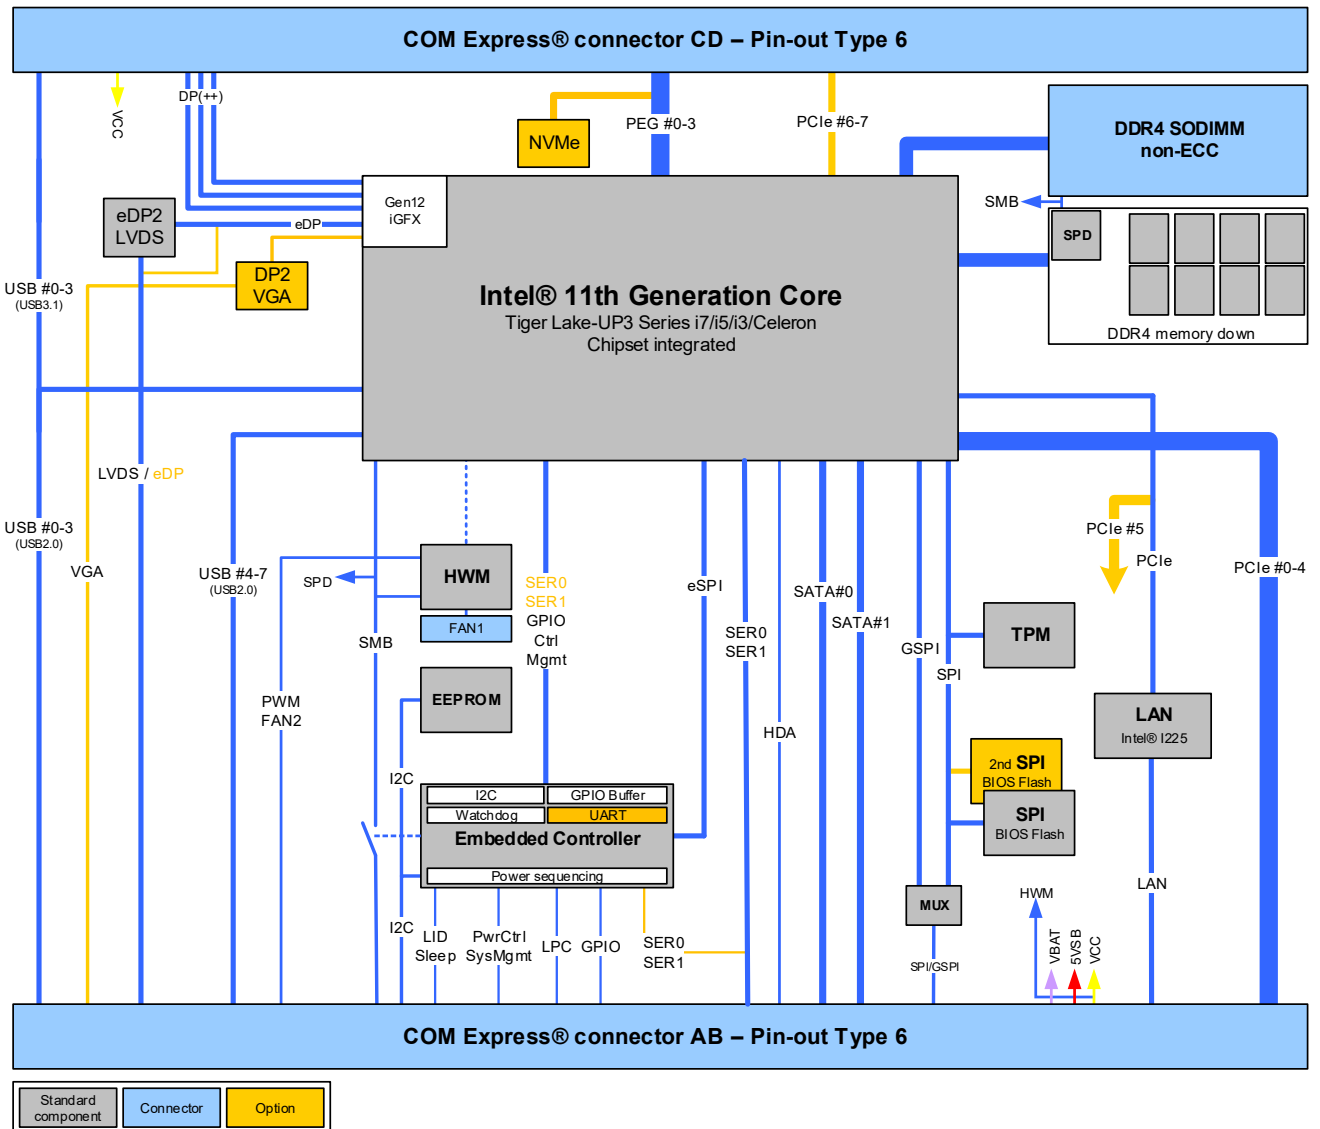 COM Express® connector CD – Pin-out Type 6
DP(++)
VCC
NVMe
PEG #0-3
PCIe #6-7
DDR4 SODIMM
non-ECC
SMB
SPD
DDR4 memory down
Gen12
iGFX
eDP2
LVDS
eDP
DP2
VGA
USB #0-3
(USB3.1)
Intel® 11th Generation Core
Tiger Lake-UP3 Series i7/i5/i3/Celeron
Chipset integrated
LVDS / eDP
USB #0-3
(USB2.0)
VGA
USB #4-7
(USB2.0)
SPD
HWM
FAN1
SMB
SER0
SER1
GPIO
Ctrl
Mgmt
eSPI
SER0
SER1
SATA#0
SATA#1
GSPI
SPI
PCIe #5
PCIe
PCIe #0-4
TPM
PWM
FAN2
EEPROM
HDA
LAN
Intel® I225
2nd SPI
BIOS Flash
SPI
BIOS Flash
I2C
I2C
GPIO Buffer
Watchdog
UART
Embedded Controller
Power sequencing
MUX
HWM
LAN
I2C
LID
Sleep
PwrCtrl
SysMgmt
LPC
GPIO
SER0
SER1
SPI/GSPI
VBAT
5VSB
VCC
COM Express® connector AB – Pin-out Type 6
Standard
component
Connector
Option